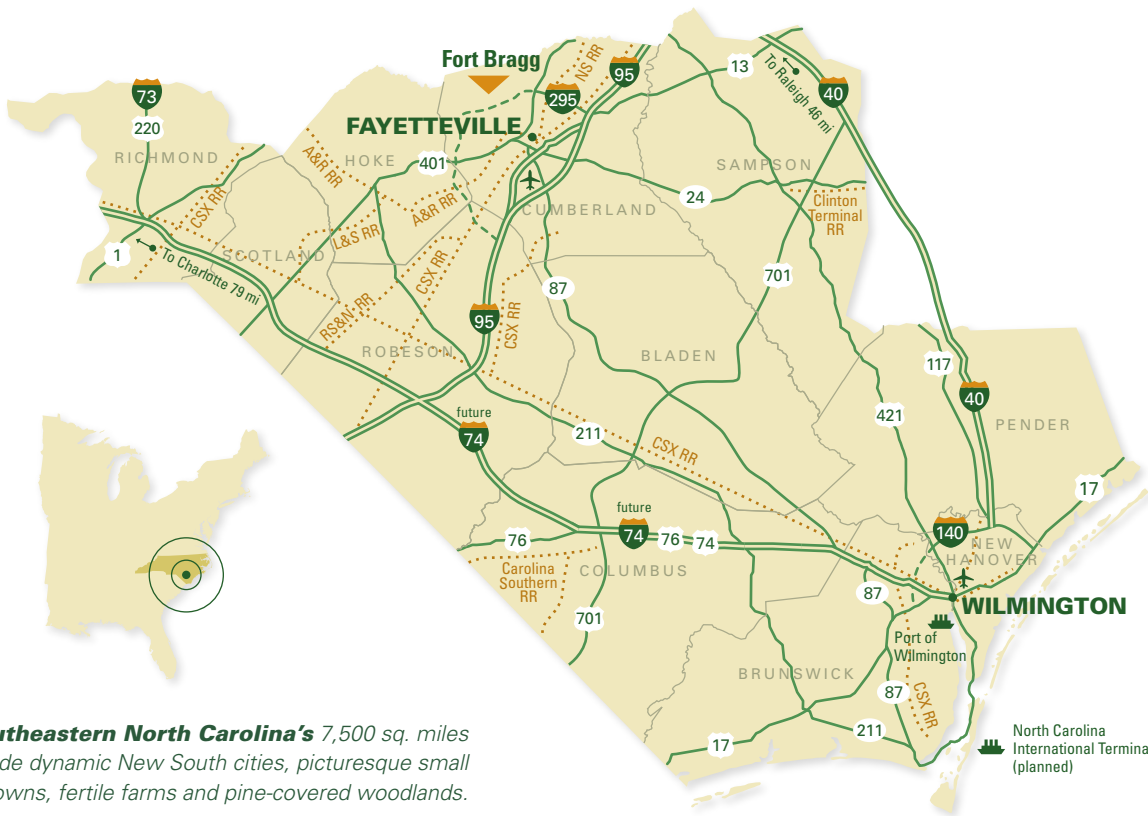 Fort Bragg
NS RR
95
13
To Raleigh 46 mi
40
73
295
220
FAYETTEVILLE
RICHMOND
A&R RR
HOKE
401
SAMPSON
CSX RR
A&R RR
24
Clinton
Terminal
RR
CUMBERLAND
L&S RR
1
To Charlotte 79 mi
SCOTLAND
CSX RR
701
87
RS&N RR
95
CSX RR
ROBESON
BLADEN
117
40
421
PENDER
future
74
211
CSX RR
17
future
74
76
74
140
NEW
HANOVER
76
Carolina
Southern
RR
COLUMBUS
87
WILMINGTON
701
Port of
Wilmington
BRUNSWICK
87
CSX RR
17
211
North Carolina
International Termina
(planned)
utheastern North Carolina's 7,500 sq. miles
de dynamic New South cities, picturesque small
owns, fertile farms and pine-covered woodlands.